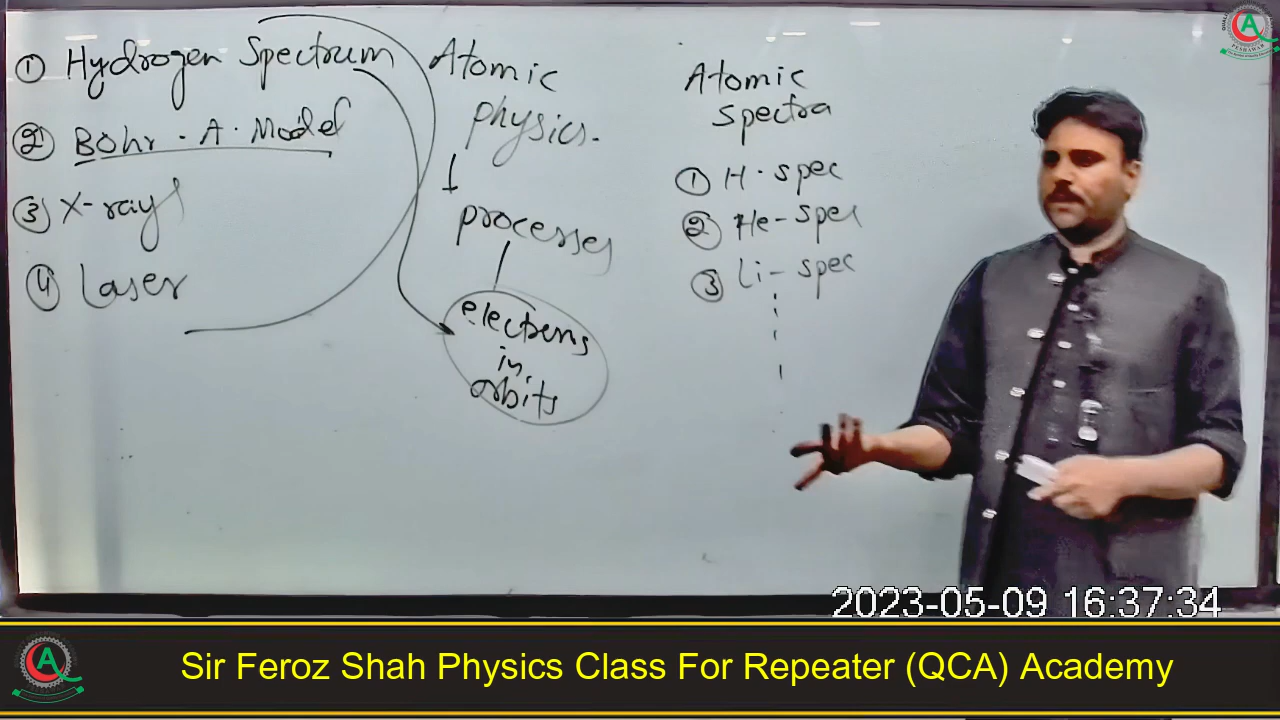 ① Hydrogen Spectrum
② Bohr. A. Model
③ X-rays
④ Laser
Atomic
physics.
processes
electrons
in
orbits
Atomic
spectra
① H. spec
② He - spec
③ Li - spec
PESHAWAR
2023-05-09 16:37:34
Sir Feroz Shah Physics Class For Repeater (QCA) Academy